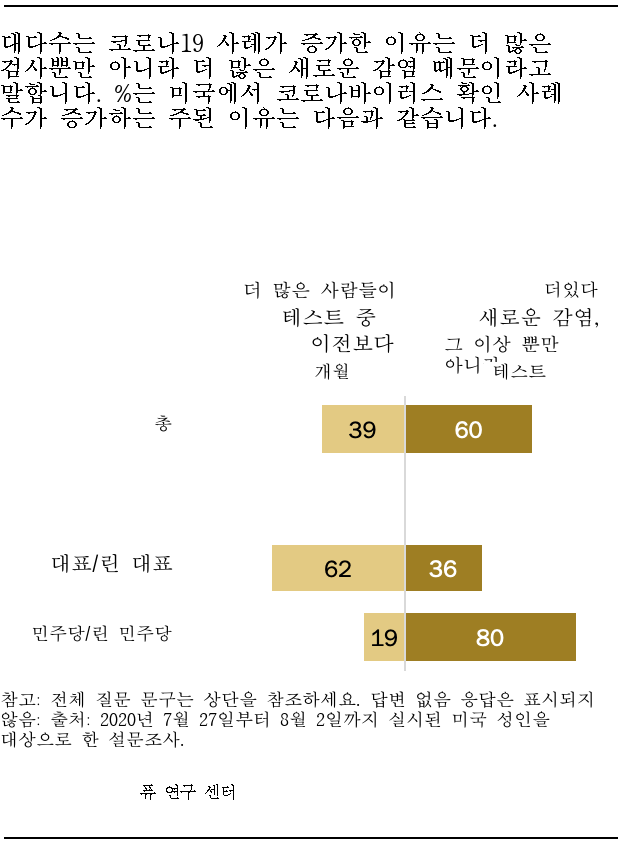 대다수는 코로나19 사례가 증가한 이유는 더 많은
검사뿐만 아니라 더 많은 새로운 감염 때문이라고
말합니다. %는 미국에서 코로나바이러스 확인 사례
수가 증가하는 주된 이유는 다음과 같습니다.
더 많은 사람들이
테스트 중
이전보다
개월
더있다
새로운 감염,
그 이상 뿐만
아니라
테스트
총 39 60
대표/린 대표 62 36
민주당/린 민주당 19 80
참고: 전체 질문 문구는 상단을 참조하세요. 답변 없음 응답은 표시되지
않음: 출처: 2020년 7월 27일부터 8월 2일까지 실시된 미국 성인을
대상으로 한 설문조사.
퓨 연구 센터